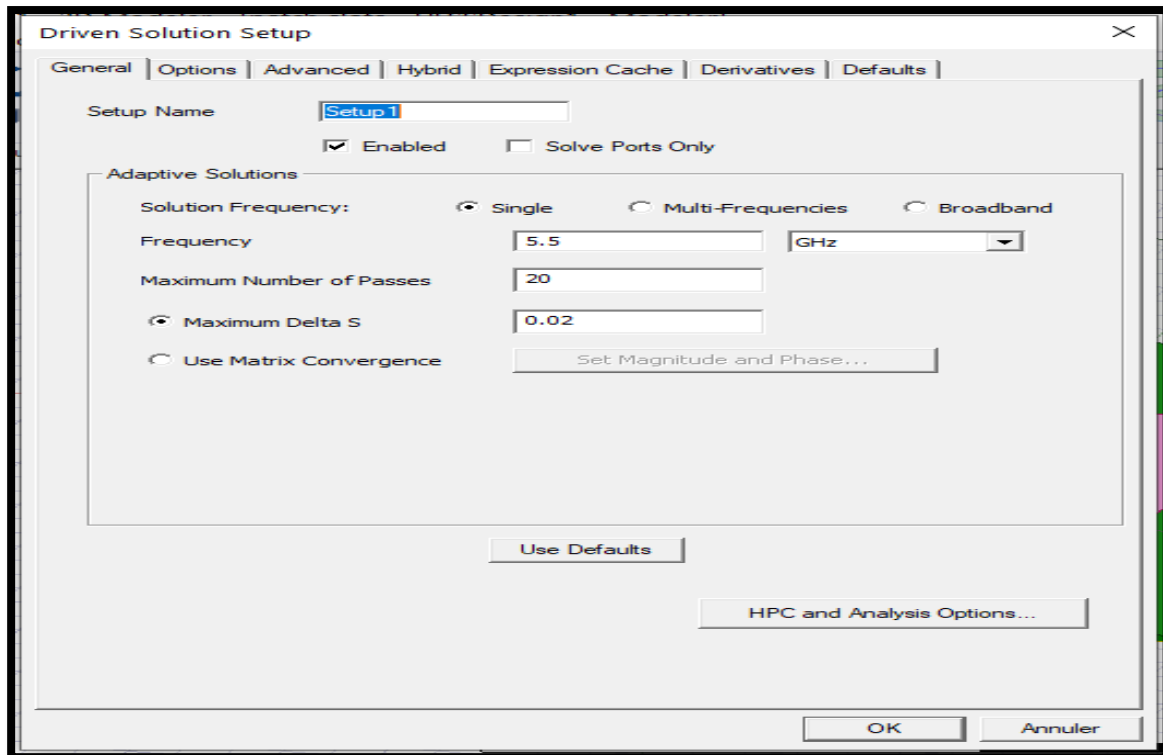 Driven Solution Setup
General Options Advanced Hybrid Expression Cache Derivatives Defaults
Setup Name Setup1
Enabled Solve Ports Only
Adaptive Solutions
Solution Frequency: Single Multi-Frequencies Broadband
Frequency 5.5 GHz
Maximum Number of Passes 20
Maximum Delta S 0.02
Use Matrix Convergence Set Magnitude and Phase...
Use Defaults
HPC and Analysis Options...
OK Annuler